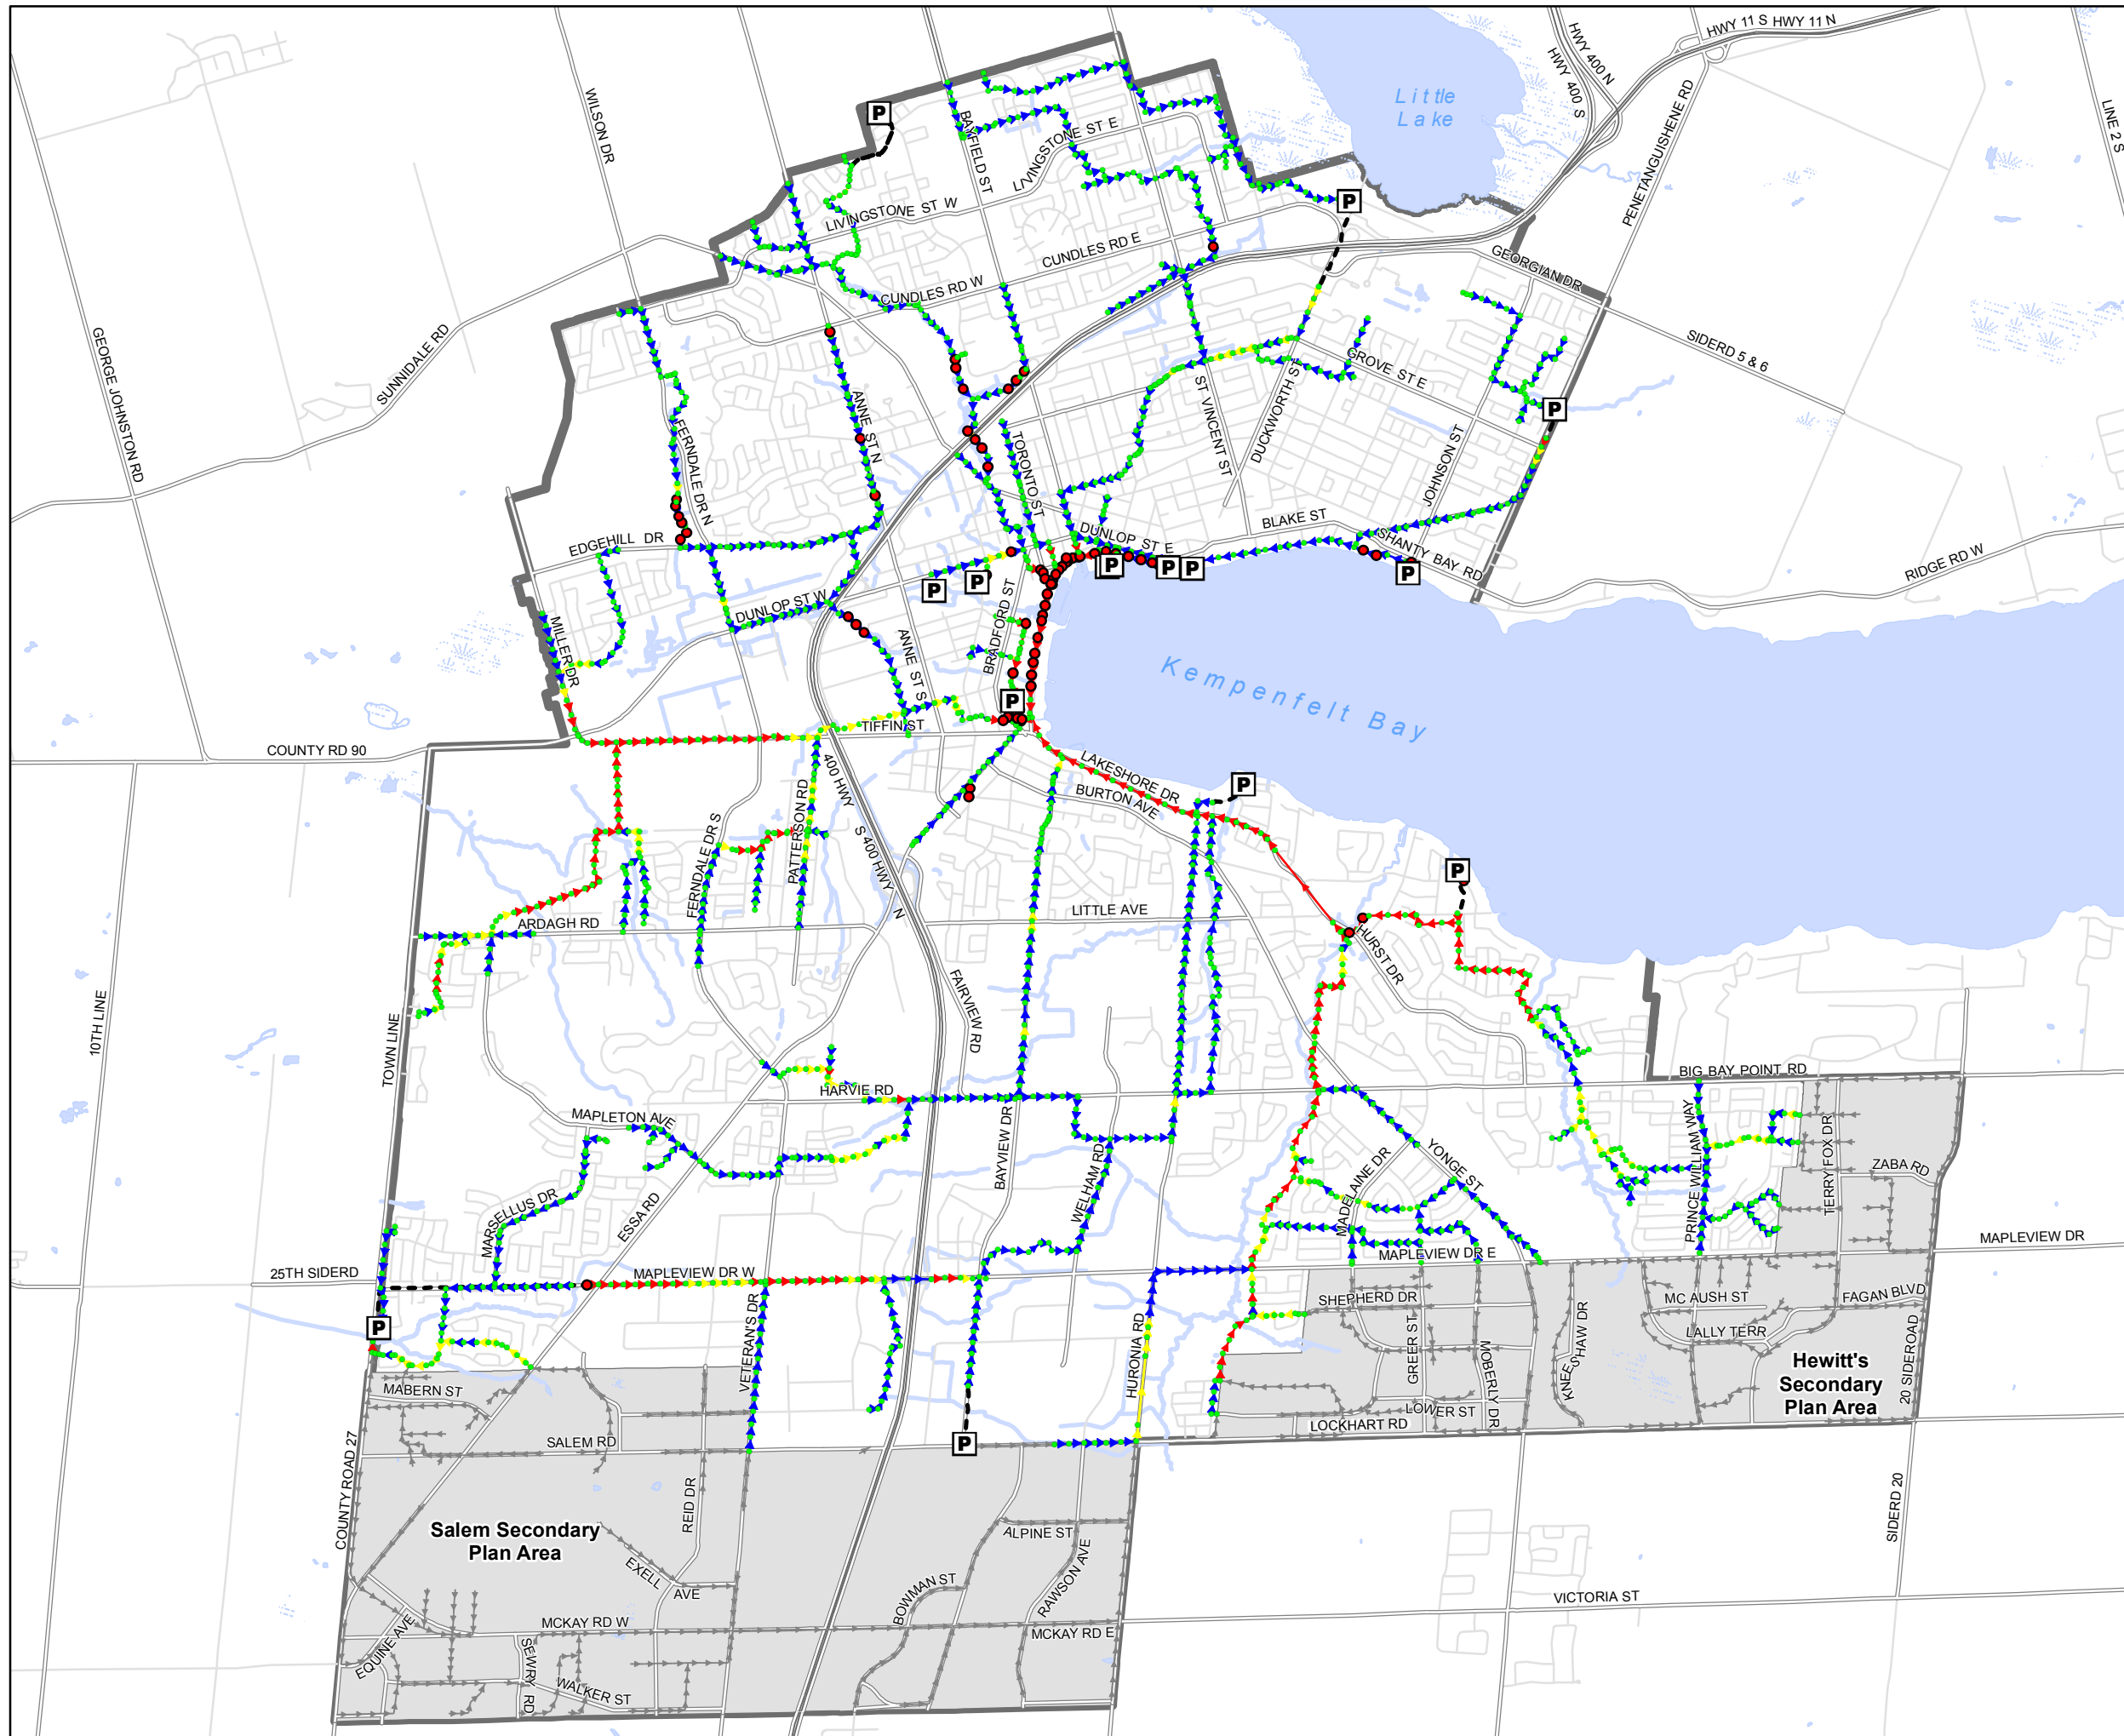 HWY 11 S HWY 11 N
HWY 400 N
HWY 400 S
LINE 2 S
PENETANGUISHENE RD
WILSON DR
Little
Lake
P
BAYFIELD ST
LIVINGSTONE ST E
LIVINGSTONE ST W
P
CUNDLES RD E
CUNDLES RD W
GEORGIAN DR
SIDERD 5 & 6
SUNNIDALE RD
GEORGE JOHNSTON RD
GROVE ST E
ST VINCENT ST
DUCKWORTH ST
JOHNSON ST
P
ANNE ST N
FERNDALE DR N
TORONTO ST
EDGEHILL DR
DUNLOP ST E
BLAKE ST
SHANTY BAY RD
RIDGE RD W
P
P
P
P
P
P
DUNLOP ST W
BRADFORD ST
MILLER DR
ANNE ST S
Kempenfelt Bay
P
TIFFIN ST
COUNTY RD 90
400 HWY
LAKESHORE DR
BURTON AVE
P
PATTERSON RD
FERNDALE DR S
S 400 HWY N
P
ARDAGH RD
LITTLE AVE
HURST DR
FAIRVIEW RD
10TH LINE
TOWN LINE
HARVIE RD
BIG BAY POINT RD
MAPLETON AVE
BAYVIEW DR
WELHAM RD
YONGE ST
MADELAINE DR
PRINCE WILLIAM WAY
TERRY FOX DR
ZABA RD
MARSELLUS DR
ESSA RD
MAPLEVIEW DR E
MAPLEVIEW DR
25TH SIDERD
MAPLEVIEW DR W
P
VETERAN'S DR
HURONIA RD
SHEPHERD DR
GREER ST
MOBERLY DR
KNEESHAW DR
MC AUSH ST
FAGAN BLVD
LALLY TERR
Hewitt's
Secondary
Plan Area
20 SIDEROAD
LOWER ST
LOCKHART RD
MABERN ST
SALEM RD
P
COUNTY ROAD 27
REID DR
Salem Secondary
Plan Area
EXELL AVE
ALPINE ST
RAWSON AVE
BOWMAN ST
SIDERD 20
VICTORIA ST
MCKAY RD W
MCKAY RD E
EQUINE AVE
SEWRY RD
WALKER ST